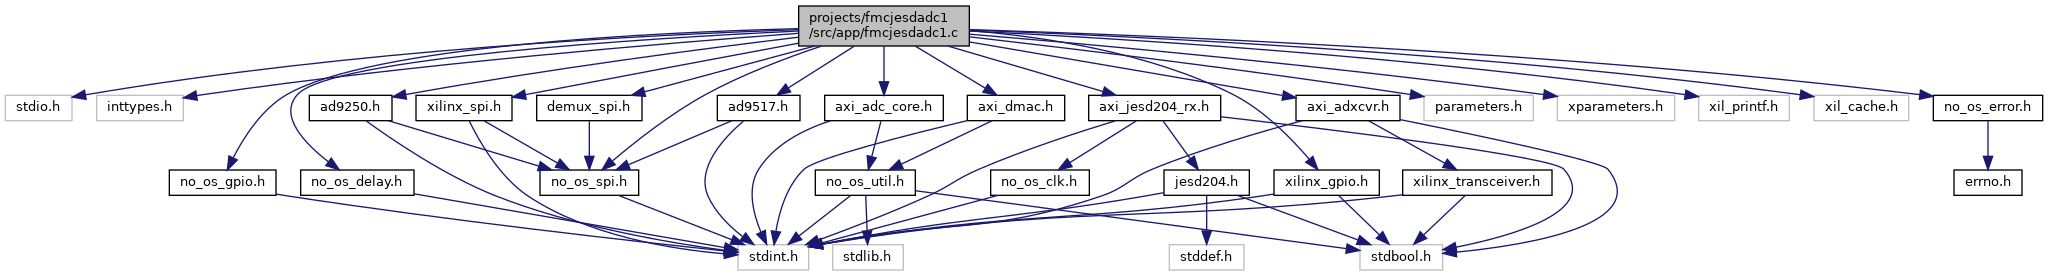 projects/fmcjesdadc1
/src/app/fmcjesdadc1.c
stdio.h
inttypes.h
ad9250.h
xilinx_spi.h
demux_spi.h
ad9517.h
axi_adc_core.h
axi_dmac.h
axi_jesd204_rx.h
axi_adxcvr.h
parameters.h
xparameters.h
xil_printf.h
xil_cache.h
no_os_error.h
no_os_gpio.h
no_os_delay.h
no_os_spi.h
no_os_util.h
no_os_clk.h
jesd204.h
xilinx_gpio.h
xilinx_transceiver.h
errno.h
stdint.h
stdlib.h
stddef.h
stdbool.h